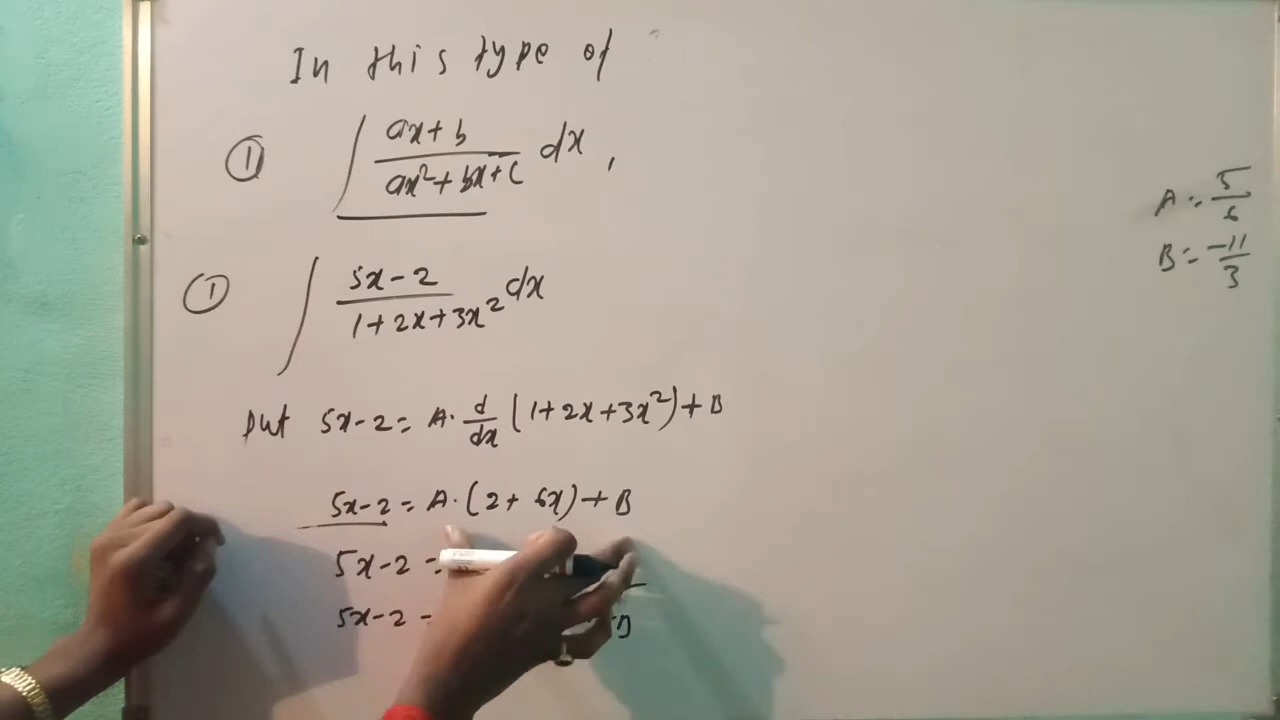 In this type of
① ∫ ax+b / ax²+bx+c dx ,
① ∫ 5x-2 / 1+2x+3x² dx
put 5x-2 = A. d/dx (1+2x+3x²)+B
5x-2 = A.(2+6x)+B
5x-2 =
5x-2 -
A = 5/6
B = -11/3